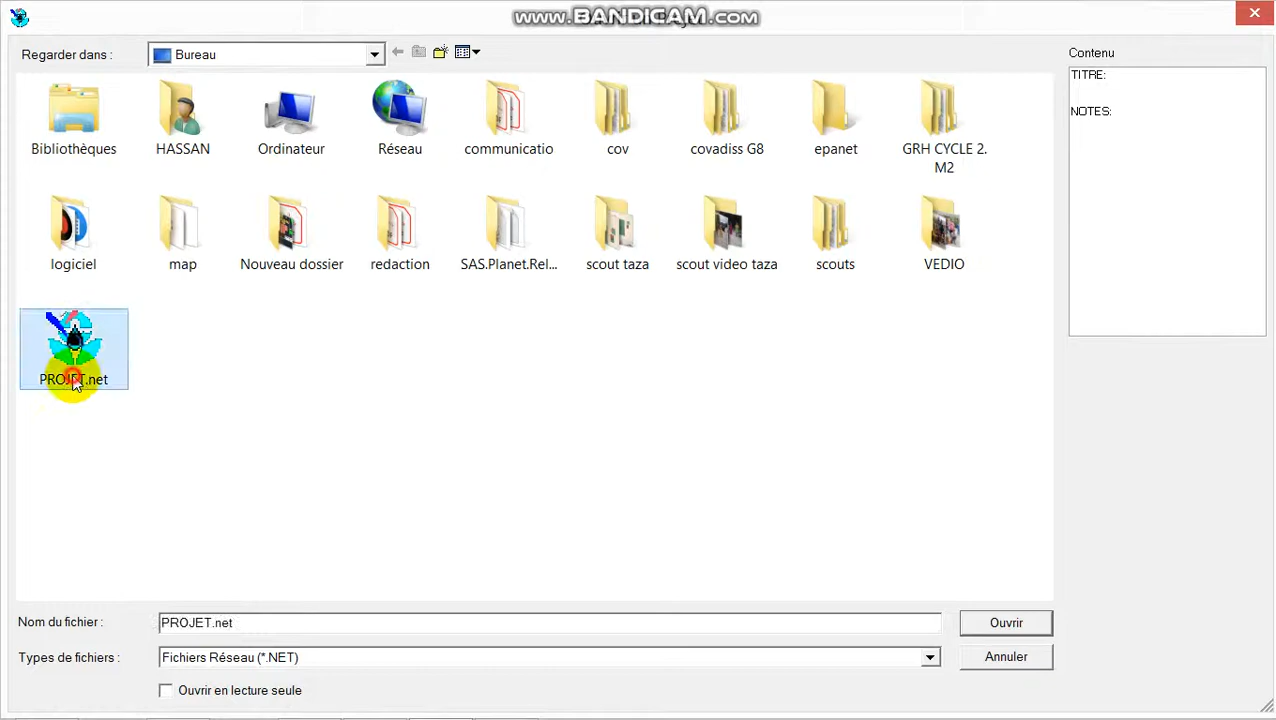 www.BANDICAM.com
Regarder dans :
Bureau
Contenu
TITRE:
NOTES:
Bibliothèques
HASSAN
Ordinateur
Réseau
communicatio
cov
covadiss G8
epanet
GRH CYCLE 2.
M2
logiciel
map
Nouveau dossier
redaction
SAS.Planet.Rel...
scout taza
scout video taza
scouts
VEDIO
PROJET.net
Nom du fichier :
PROJET.net
Ouvrir
Types de fichiers :
Fichiers Réseau (*.NET)
Annuler
Ouvrir en lecture seule